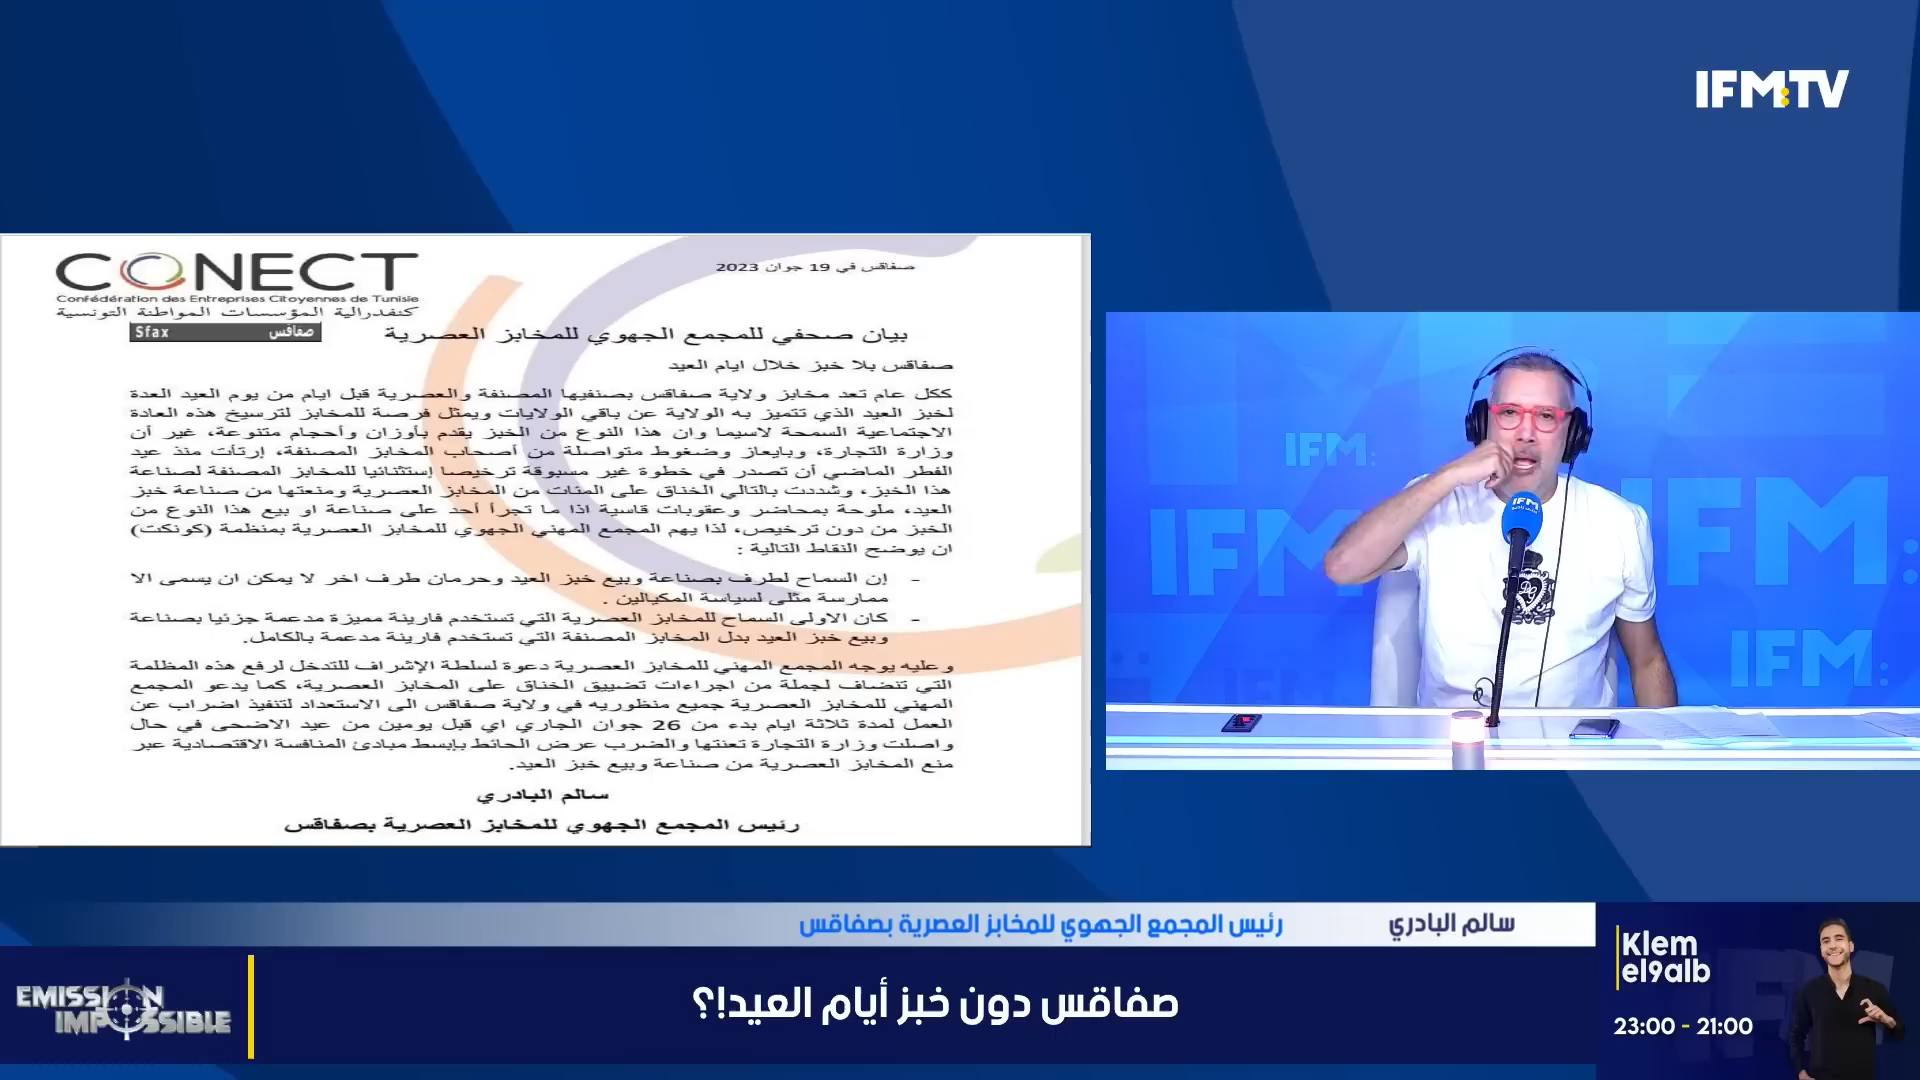 IFM:TV
CONECT
Confédération des Entreprises Citoyennes de Tunisie
كنفدرالية المؤسسات المواطنة التونسية
Sfax صفاقس
صفاقس في 19 جوان 2023
بيان صحفي للمجمع الجهوي للمخابز العصرية
صفاقس بلا خبز خلال ايام العيد
ككل عام تعد مخابز ولاية صفاقس بصنفيها المصنفة والعصرية قبل ايام من يوم العيد العدة
لخبز العيد الذي تتميز به الولاية عن باقي الولايات ويمثل فرصة للمخابز لترسيخ هذه العادة
الاجتماعية السمحة لاسيما وان هذا النوع من الخبز يقدم بأوزان وأحجام متنوعة، غير أن
وزارة التجارة، وبايعاز وضغوط متواصلة من أصحاب المخابز المصنفة، إرتأت منذ عيد
الفطر الماضي أن تصدر في خطوة غير مسبوقة ترخيصا إستثنائيا للمخابز المصنفة لصناعة
هذا الخبز، وشددت بالتالي الخناق على المئات من المخابز العصرية ومنعتها من صناعة خبز
العيد، ملوحة بمحاضر وعقوبات قاسية اذا ما تجرأ أحد على صناعة او بيع هذا النوع من
الخبز من دون ترخيص، لذا يهم المجمع المهني الجهوي للمخابز العصرية بمنظمة (كونكت)
ان يوضح النقاط التالية :
- إن السماح لطرف بصناعة وبيع خبز العيد وحرمان طرف اخر لا يمكن ان يسمى الا
ممارسة مثلى لسياسة المكيالين .
- كان الاولى السماح للمخابز العصرية التي تستخدم فارينة مميزة مدعمة جزئيا بصناعة
وبيع خبز العيد بدل المخابز المصنفة التي تستخدم فارينة مدعمة بالكامل.
وعليه يوجه المجمع المهني للمخابز العصرية دعوة لسلطة الإشراف للتدخل لرفع هذه المظلمة
التي تنضاف لجملة من اجراءات تضييق الخناق على المخابز العصرية، كما يدعو المجمع
المهني للمخابز العصرية جميع منظوريه في ولاية صفاقس الى الاستعداد لتنفيذ اضراب عن
العمل لمدة ثلاثة ايام بدء من 26 جوان الجاري اي قبل يومين من عيد الاضحى في حال
واصلت وزارة التجارة تعنتها والضرب عرض الحائط بإبسط مبادئ المنافسة الاقتصادية عبر
منع المخابز العصرية من صناعة وبيع خبز العيد.
سالم البادري
رئيس المجمع الجهوي للمخابز العصرية بصفاقس
IFM:
IFM
IFM:
IFM:
IFM
سالم البادري رئيس المجمع الجهوي للمخابز العصرية بصفاقس
صفاقس دون خبز أيام العيد!؟
EMISSION
IMPOSSIBLE
Klem
el9alb
23:00 - 21:00